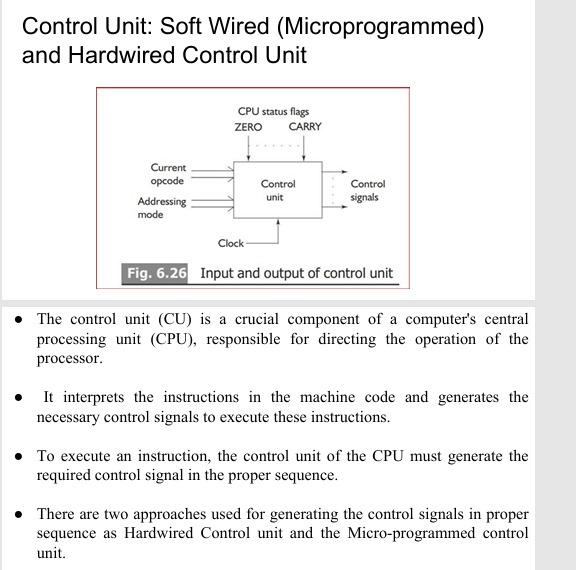 Control Unit: Soft Wired (Microprogrammed)
and Hardwired Control Unit
CPU status flags
ZERO CARRY
Current
opcode
Addressing
mode
Control
unit
Control
signals
Clock
Fig. 6.26 Input and output of control unit
● The control unit (CU) is a crucial component of a computer's central
processing unit (CPU), responsible for directing the operation of the
processor.
● It interprets the instructions in the machine code and generates the
necessary control signals to execute these instructions.
● To execute an instruction, the control unit of the CPU must generate the
required control signal in the proper sequence.
● There are two approaches used for generating the control signals in proper
sequence as Hardwired Control unit and the Micro-programmed control
unit.